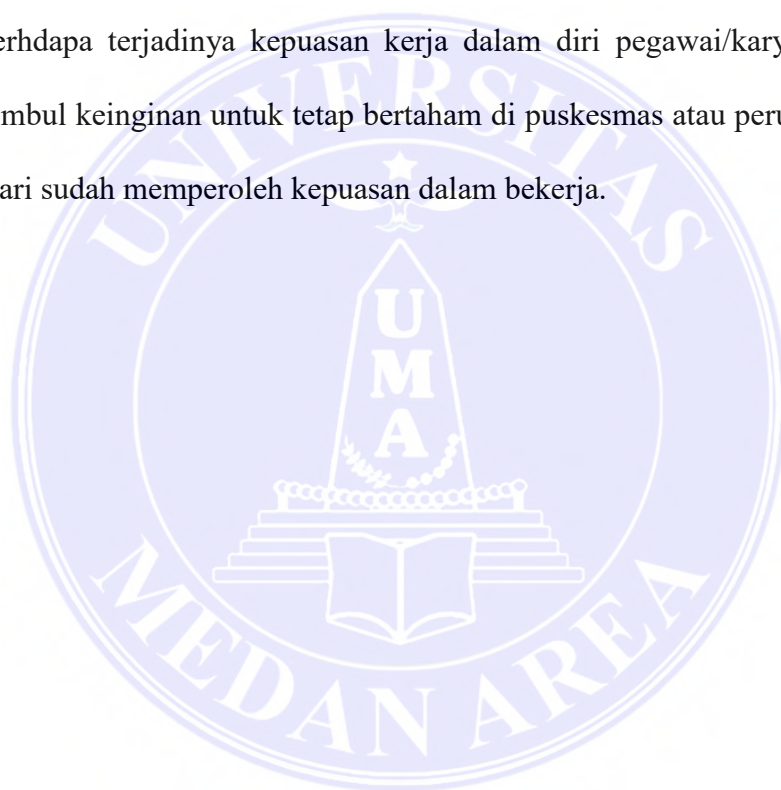 erhdapa terjadinya kepuasan kerja dalam diri pegawai/kary
mbul keinginan untuk tetap bertaham di puskesmas atau peru
ari sudah memperoleh kepuasan dalam bekerja.
UNIVERSITAS
U
M
A
MEDAN AREA